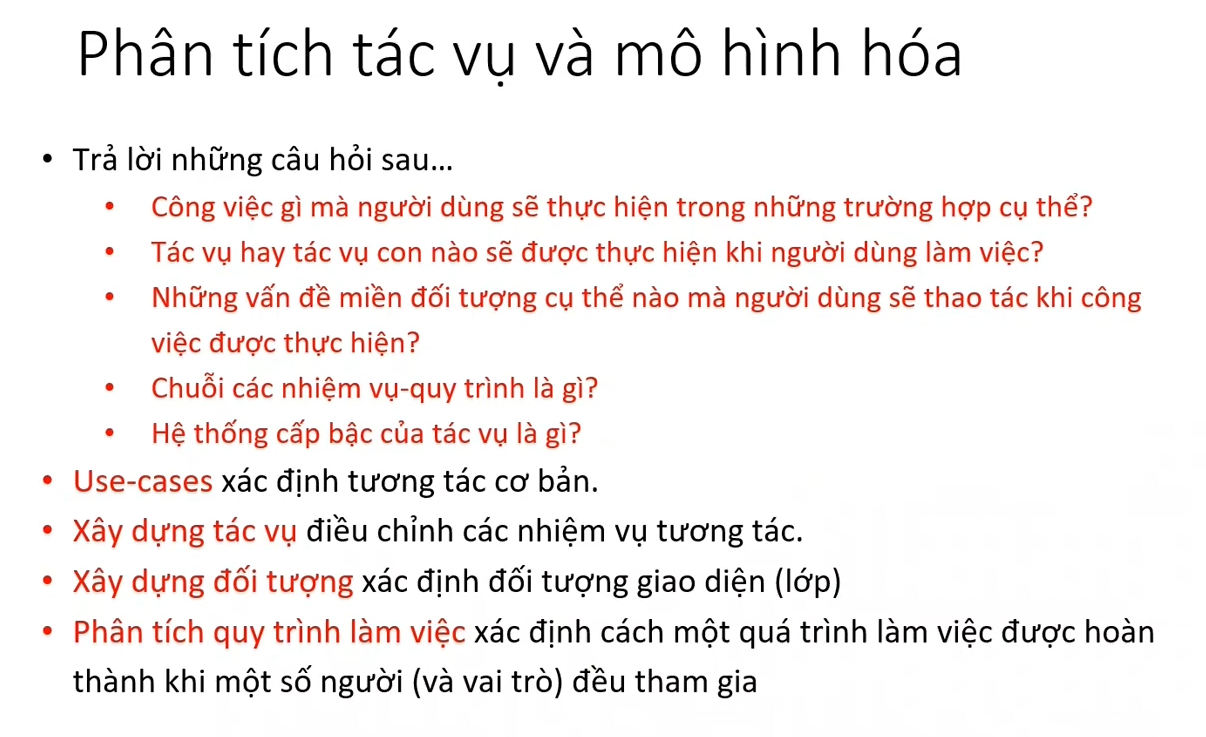 Phân tích tác vụ và mô hình hóa
• Trả lời những câu hỏi sau...
• Công việc gì mà người dùng sẽ thực hiện trong những trường hợp cụ thể?
• Tác vụ hay tác vụ con nào sẽ được thực hiện khi người dùng làm việc?
• Những vấn đề miền đối tượng cụ thể nào mà người dùng sẽ thao tác khi công
việc được thực hiện?
• Chuỗi các nhiệm vụ-quy trình là gì?
• Hệ thống cấp bậc của tác vụ là gì?
• Use-cases xác định tương tác cơ bản.
• Xây dựng tác vụ điều chỉnh các nhiệm vụ tương tác.
• Xây dựng đối tượng xác định đối tượng giao diện (lớp)
• Phân tích quy trình làm việc xác định cách một quá trình làm việc được hoàn
thành khi một số người (và vai trò) đều tham gia